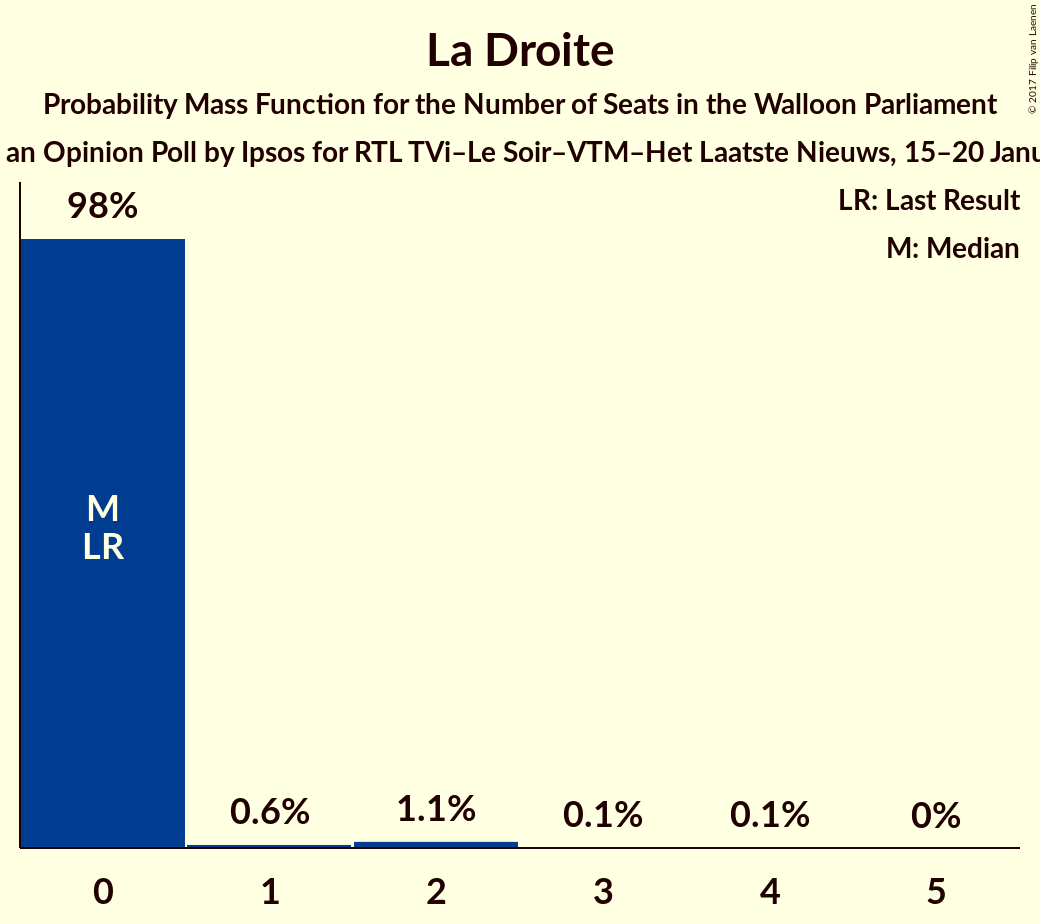 La Droite
Probability Mass Function for the Number of Seats in the Walloon Parliament
an Opinion Poll by Ipsos for RTL TVi–Le Soir–VTM–Het Laatste Nieuws, 15–20 Janu
© 2017 Filip van Laenen
LR: Last Result
M: Median
98%
M
LR
0.6%
1.1%
0.1%
0.1%
0%
0
1
2
3
4
5